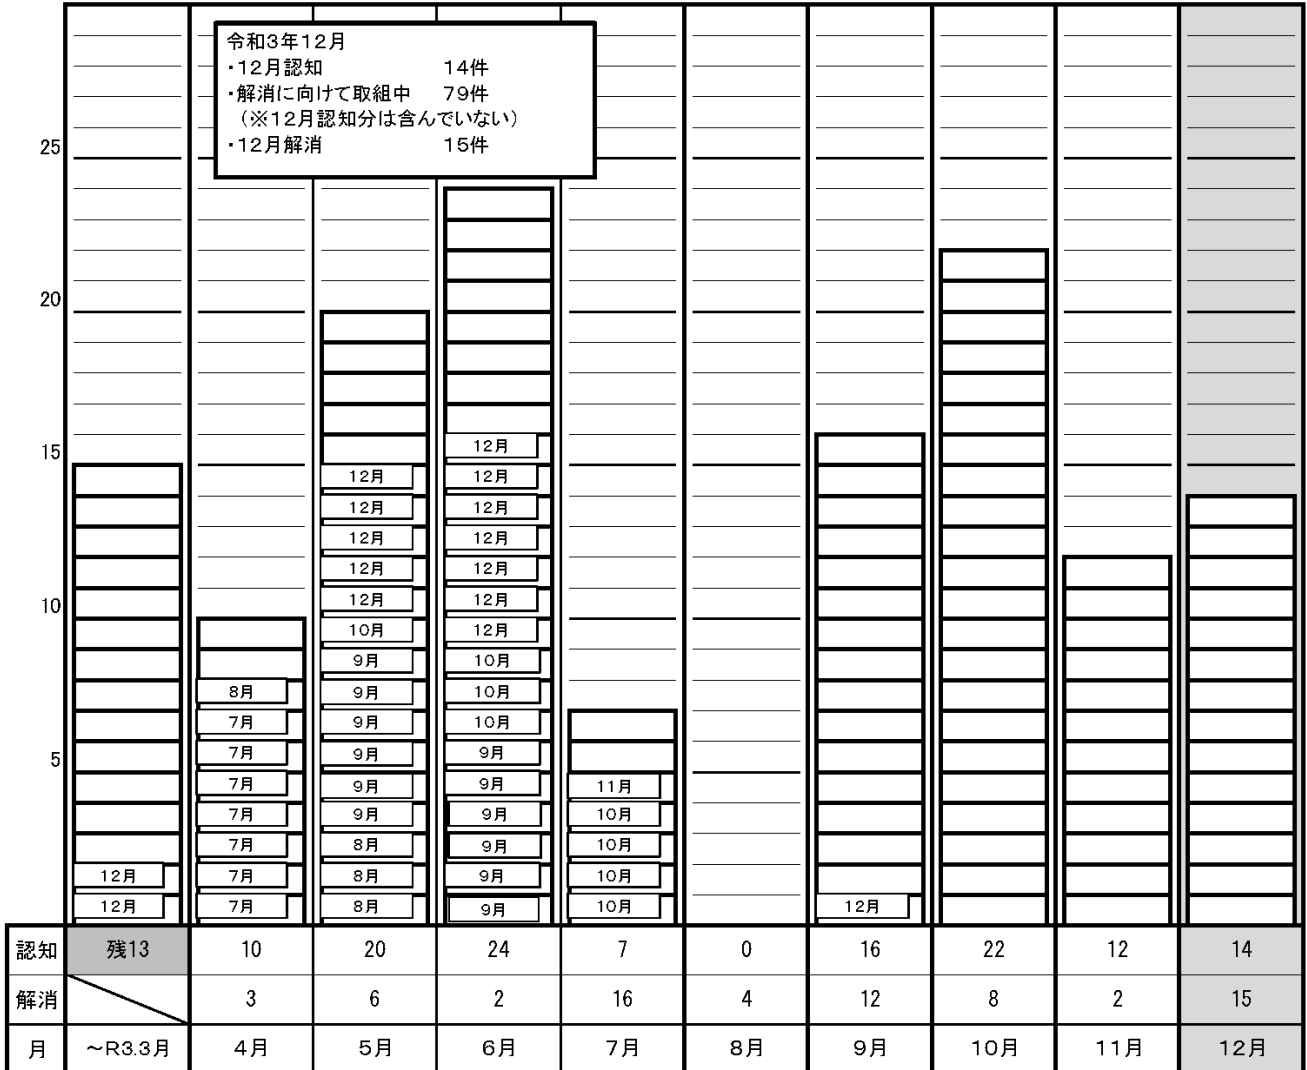 令和3年12月
・12月認知 14件
・解消に向けて取組中 79件
（※12月認知分は含んでいない）
・12月解消 15件
25
20
15
10
5
12月
12月
8月
7月
7月
7月
7月
7月
7月
7月
12月
12月
12月
12月
12月
10月
9月
9月
9月
9月
9月
9月
8月
8月
8月
12月
12月
12月
12月
12月
12月
12月
10月
10月
10月
9月
9月
9月
9月
9月
9月
11月
10月
10月
10月
10月
12月
認知 残13 10 20 24 7 0 16 22 12 14
解消 3 6 2 16 4 12 8 2 15
月 ～R3.3月 4月 5月 6月 7月 8月 9月 10月 11月 12月